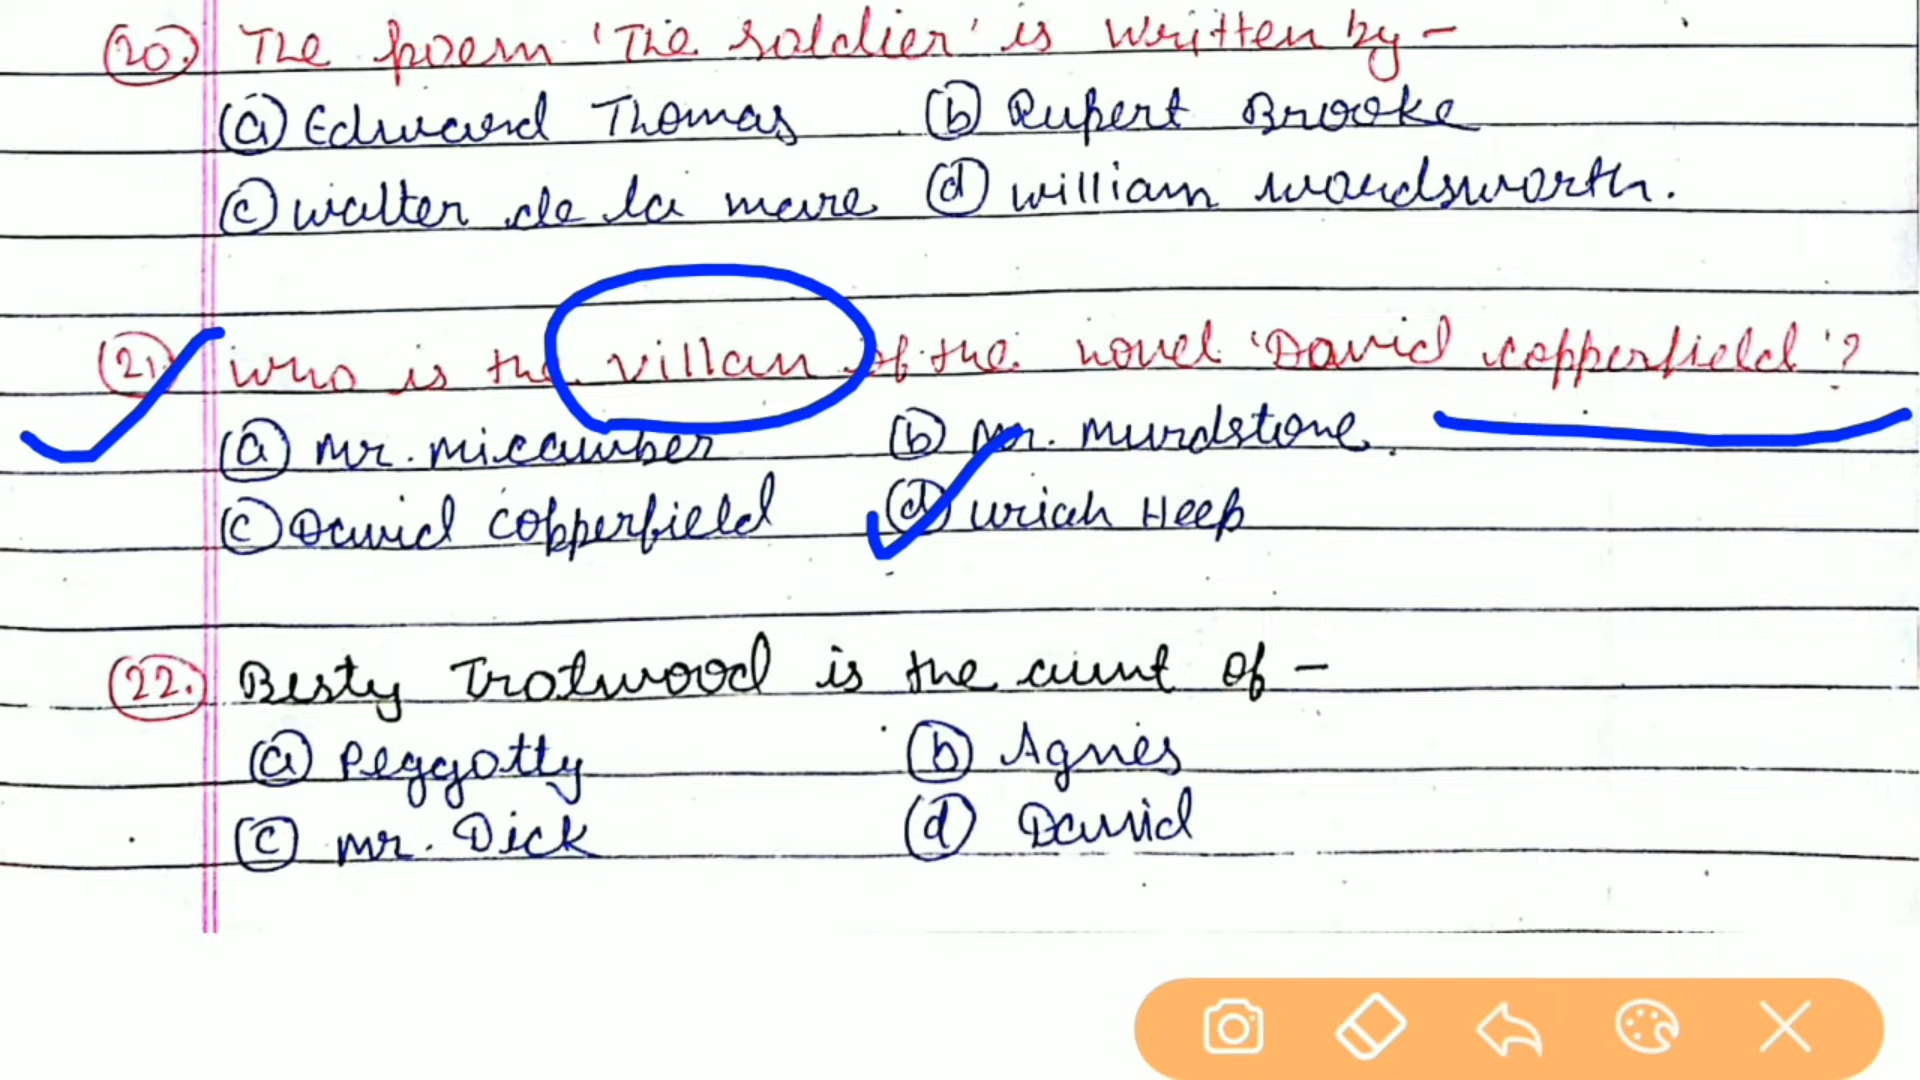 20. The poem 'The soldier' is written by -
(a) Edward Thomas (b) Rupert Brooke
(c) walter de la mare (d) william wordsworth.
21. who is the villan of the novel 'David copperfield'?
(a) mr. micawber (b) mr. murdstone.
(c) David copperfield (d) uriah Heep
22. Besty Trotwood is the aunt of -
(a) Peggotty (b) Agnes
(c) mr. Dick (d) David